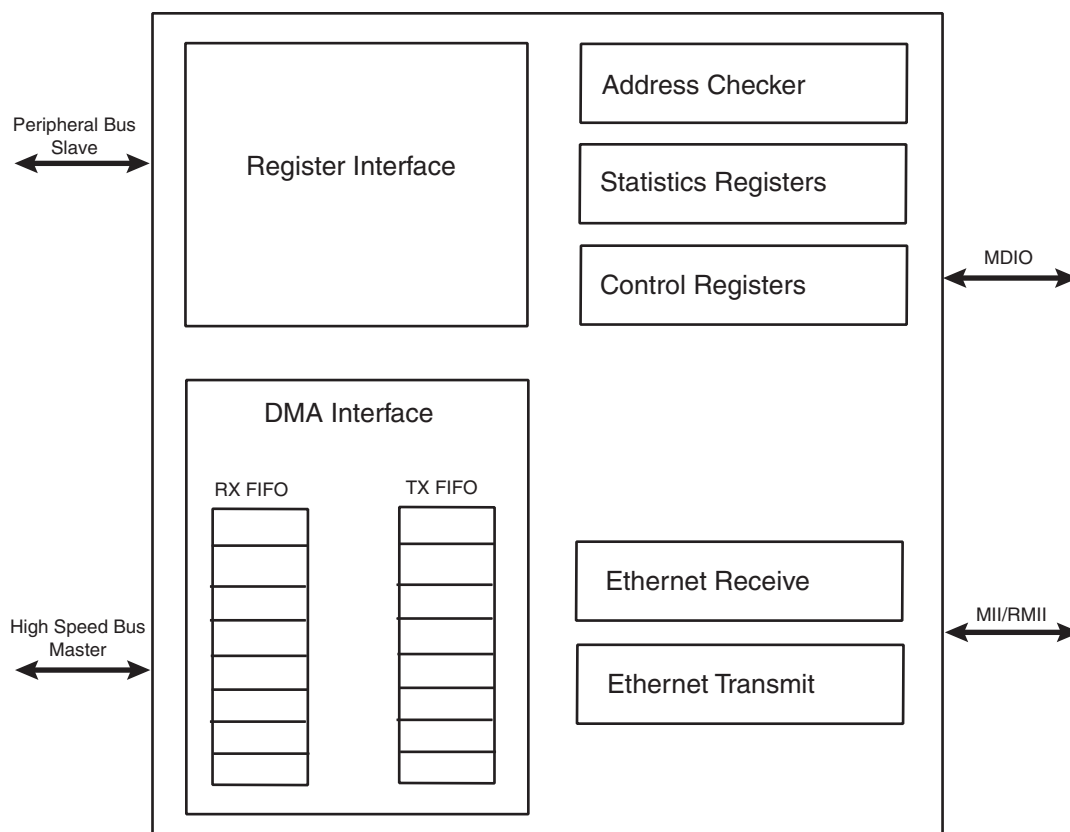 Peripheral Bus
Slave
Register Interface
Address Checker
Statistics Registers
Control Registers
MDIO
DMA Interface
RX FIFO
TX FIFO
High Speed Bus
Master
Ethernet Receive
Ethernet Transmit
MII/RMII